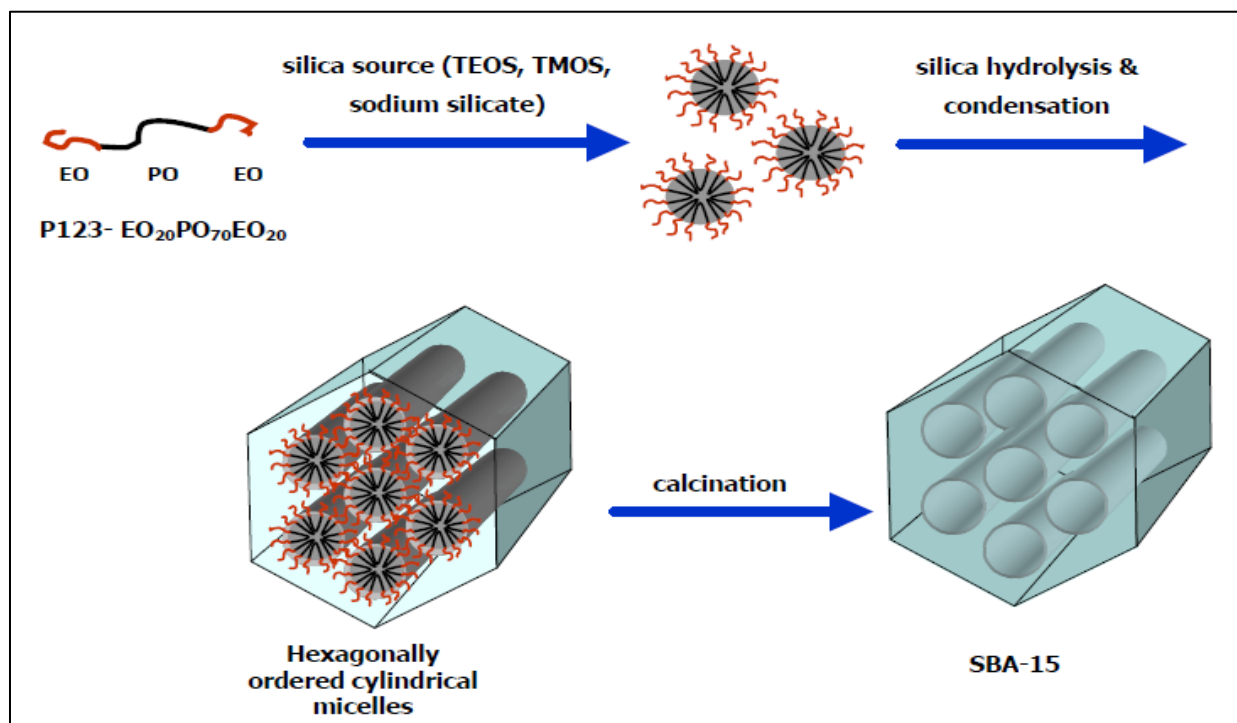 silica source (TEOS, TMOS,
sodium silicate)
silica hydrolysis &
condensation
EO PO EO
P123- EO₂₀PO₇₀EO₂₀
calcination
Hexagonally
ordered cylindrical
micelles
SBA-15